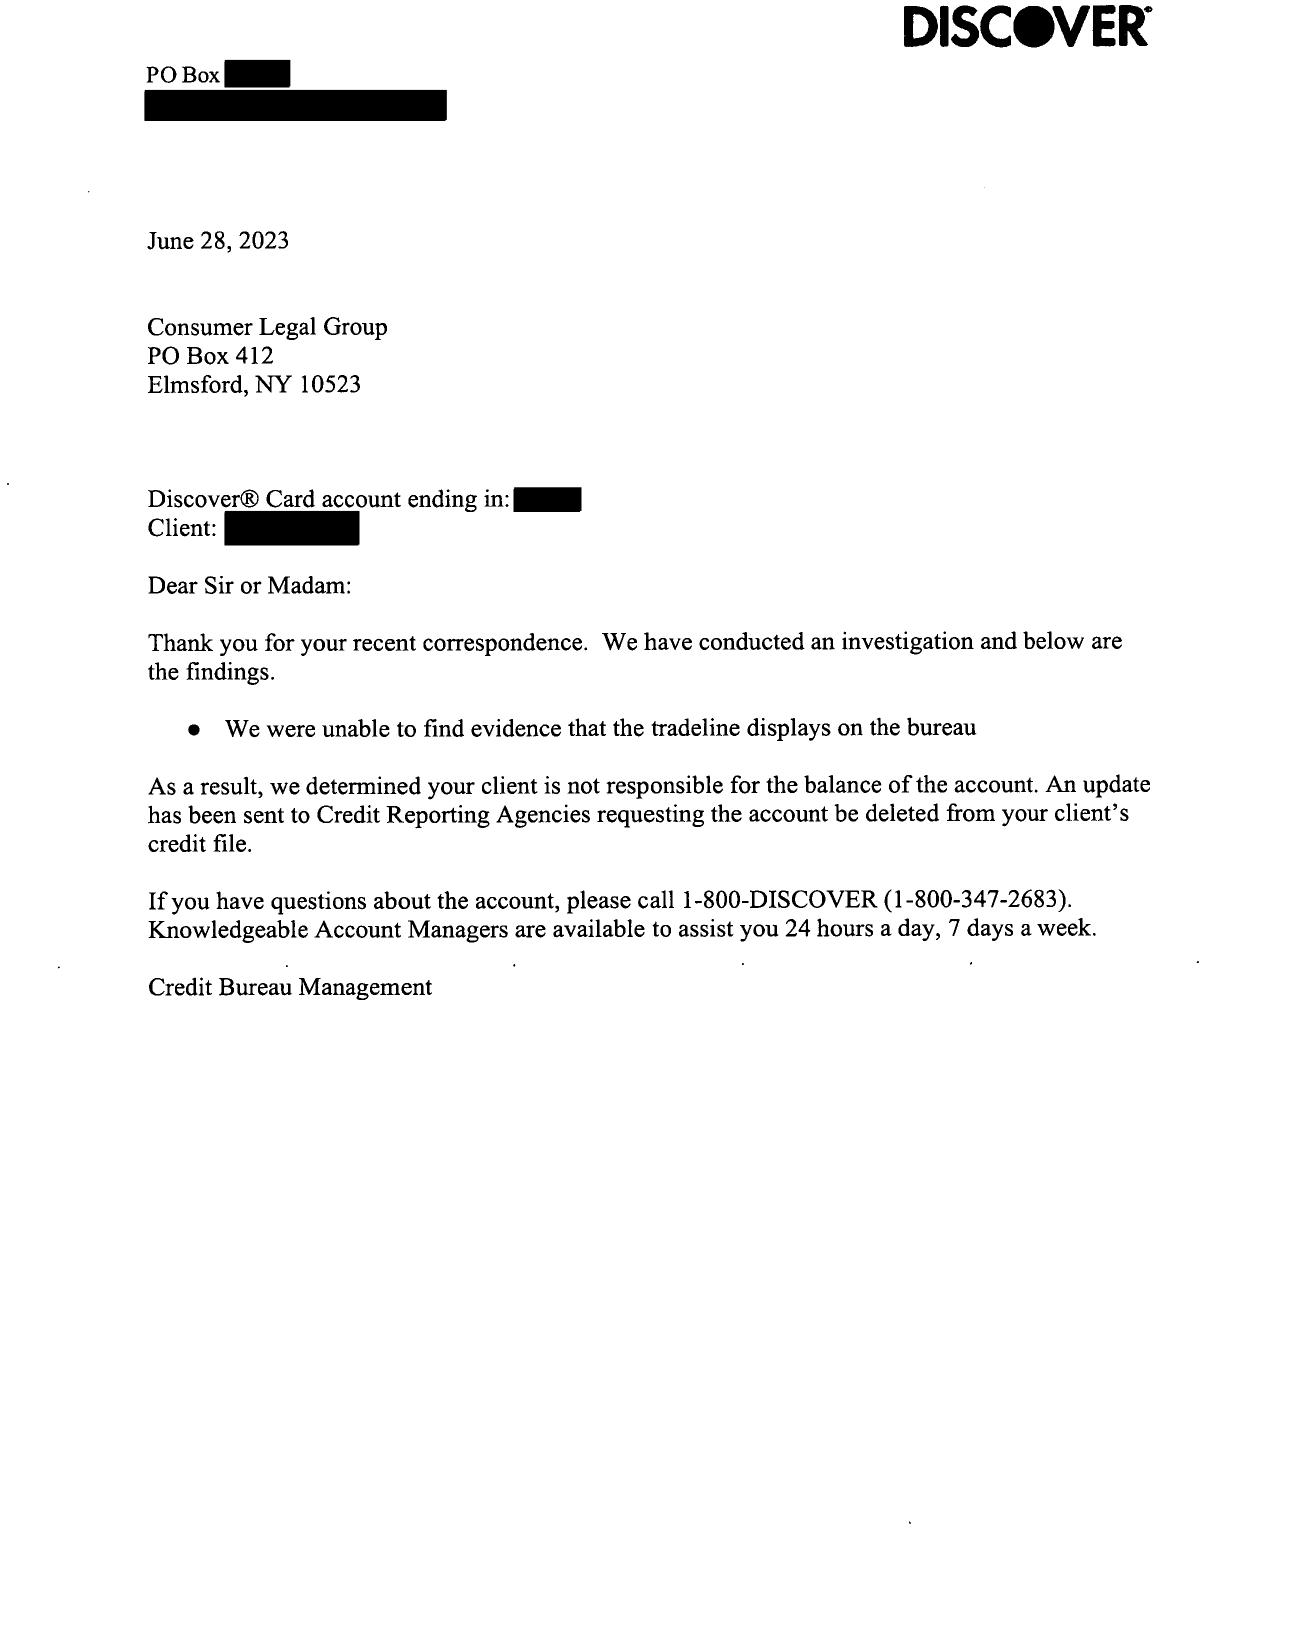 DISCOVER
PO Box
June 28, 2023
Consumer Legal Group
PO Box 412
Elmsford, NY 10523
Discover® Card account ending in:
Client:
Dear Sir or Madam:
Thank you for your recent correspondence.  We have conducted an investigation and below are
the findings.
● We were unable to find evidence that the tradeline displays on the bureau
As a result, we determined your client is not responsible for the balance of the account. An update
has been sent to Credit Reporting Agencies requesting the account be deleted from your client's
credit file.
If you have questions about the account, please call 1-800-DISCOVER (1-800-347-2683).
Knowledgeable Account Managers are available to assist you 24 hours a day, 7 days a week.
Credit Bureau Management